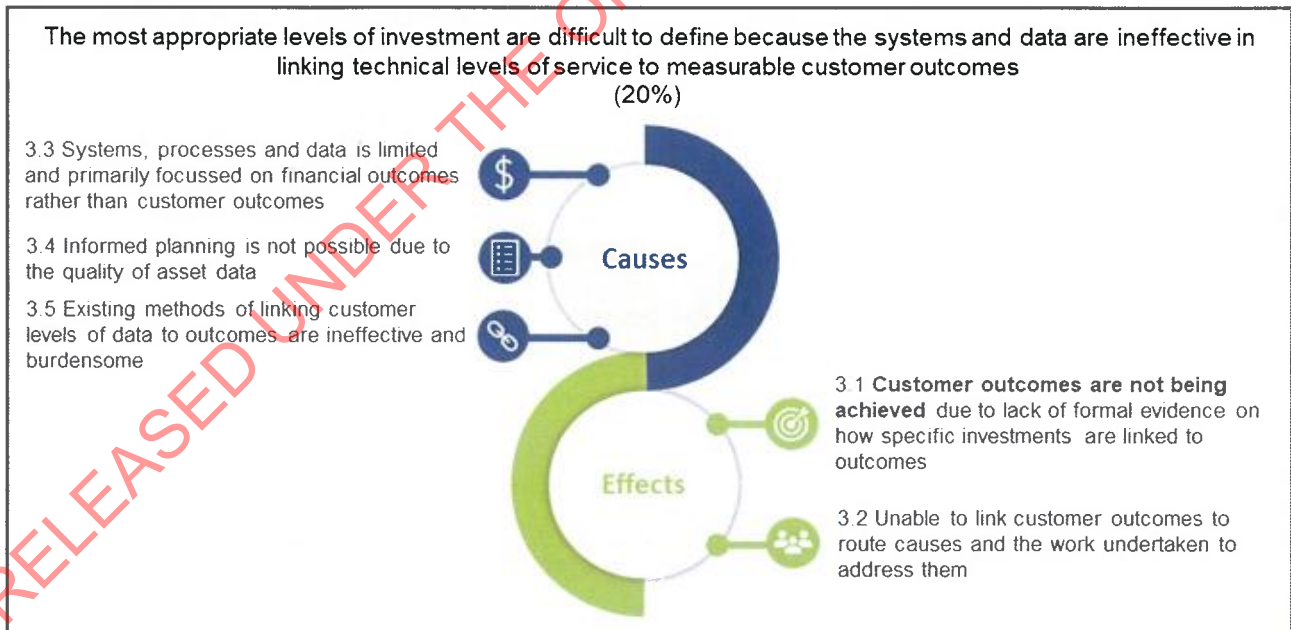 The most appropriate levels of investment are difficult to define because the systems and data are ineffective in
linking technical levels of service to measurable customer outcomes
(20%)
3.3 Systems, processes and data is limited
and primarily focussed on financial outcomes
rather than customer outcomes
3.4 Informed planning is not possible due to
the quality of asset data
3.5 Existing methods of linking customer
levels of data to outcomes are ineffective and
burdensome
$
Causes
Effects
3.1 Customer outcomes are not being
achieved due to lack of formal evidence on
how specific investments are linked to
outcomes
3.2 Unable to link customer outcomes to
route causes and the work undertaken to
address them
RELEASED UNDER THE